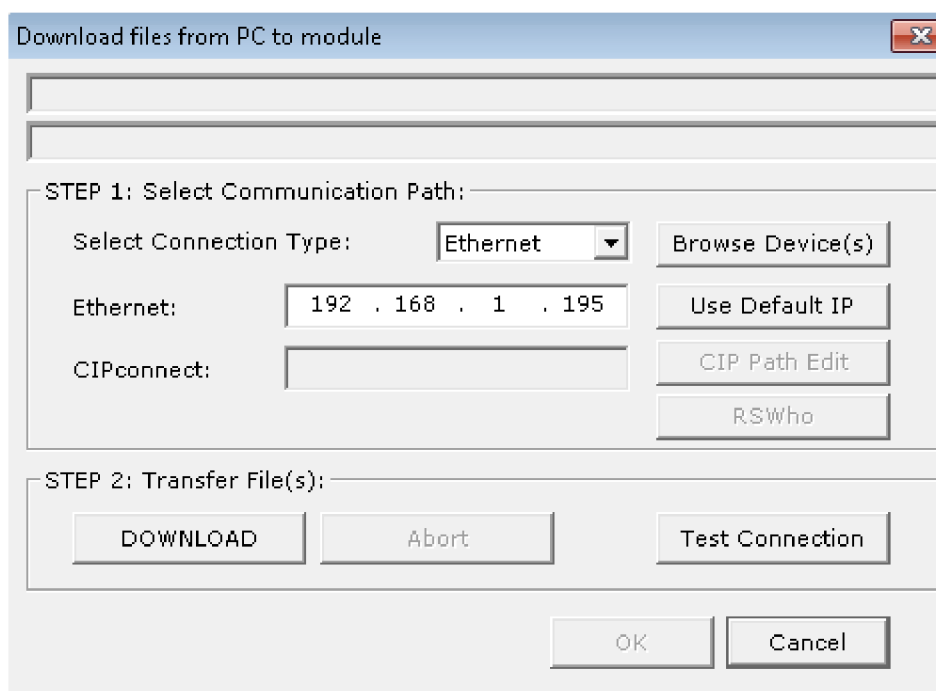 Download files from PC to module
STEP 1: Select Communication Path:
Select Connection Type: Ethernet Browse Device(s)
Ethernet: 192 . 168 . 1 . 195 Use Default IP
CIPconnect: CIP Path Edit
RSWho
STEP 2: Transfer File(s):
DOWNLOAD Abort Test Connection
OK Cancel